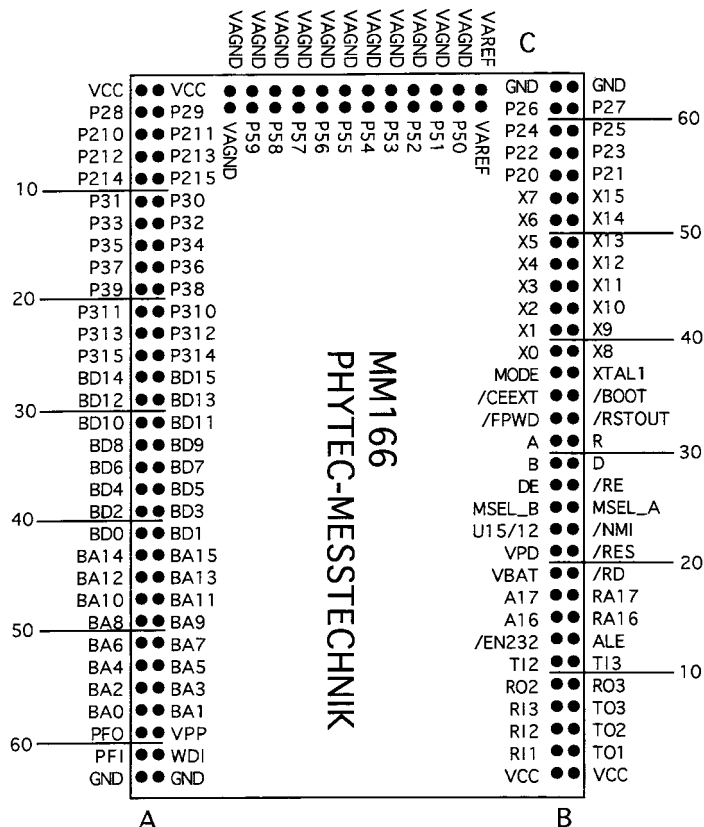 VAGND VAGND VAGND VAGND VAGND VAGND VAGND VAGND VAGND VAGND VAGND VAREF
C
VAGND P59 P58 P57 P56 P55 P54 P53 P52 P51 P50 VAREF
VCC VCC
P28 P29
P210 P211
P212 P213
P214 P215
10
P31 P30
P33 P32
P35 P34
P37 P36
P39 P38
20
P311 P310
P313 P312
P315 P314
BD14 BD15
BD12 BD13
30
BD10 BD11
BD8 BD9
BD6 BD7
BD4 BD5
BD2 BD3
40
BD0 BD1
BA14 BA15
BA12 BA13
BA10 BA11
BA8 BA9
50
BA6 BA7
BA4 BA5
BA2 BA3
BA0 BA1
PFO VPP
60
PFI WDI
GND GND
A
MM166
PHYTEC-MESSTECHNIK
GND GND
P26 P27
60
P24 P25
P22 P23
P20 P21
X7 X15
X6 X14
50
X5 X13
X4 X12
X3 X11
X2 X10
X1 X9
40
X0 X8
MODE XTAL1
/CEEXT /BOOT
/FPWD /RSTOUT
A R
30
B D
DE /RE
MSEL_B MSEL_A
U15/12 /NMI
VPD /RES
20
VBAT /RD
A17 RA17
A16 RA16
/EN232 ALE
TI2 TI3
10
RO2 RO3
RI3 TO3
RI2 TO2
RI1 TO1
VCC VCC
B